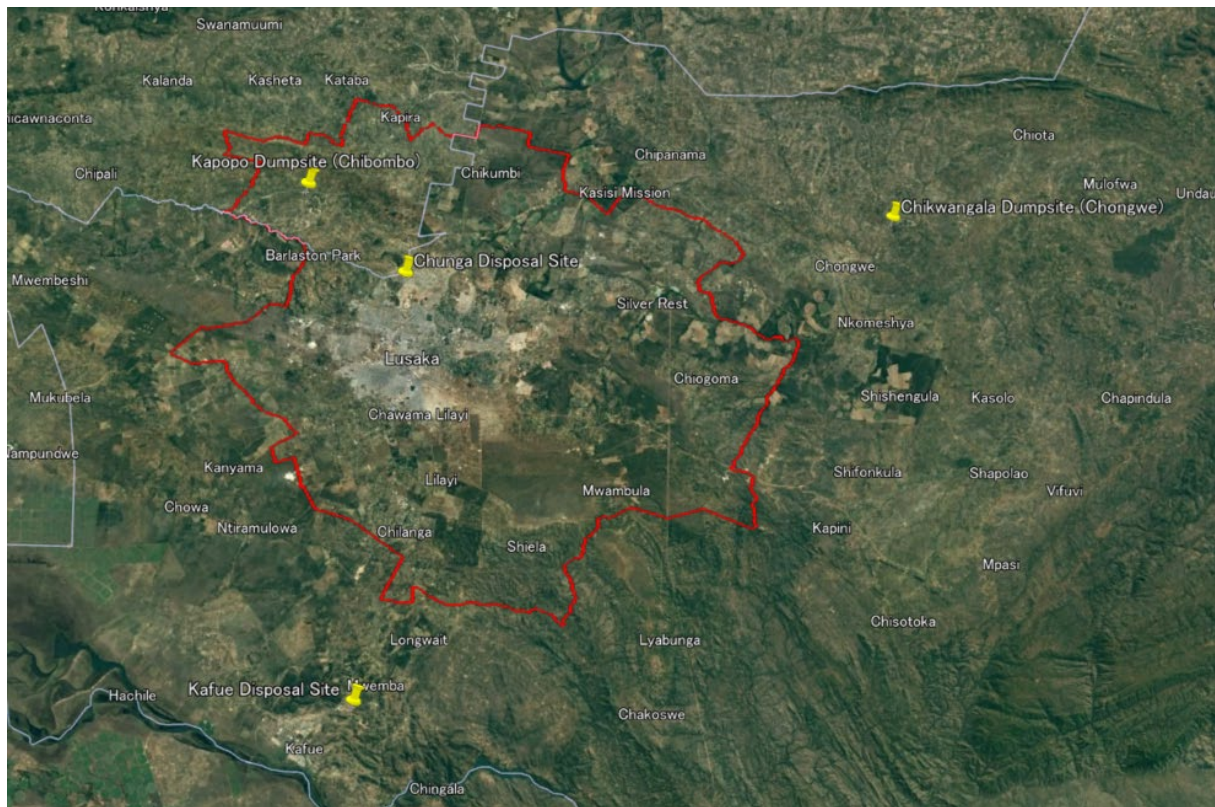 Swanamuumi
Kalanda
Kasheta
Kataba
Kapira
Chiota
Chipanama
Kapopo Dumpsite (Chibombo)
Chipali
Chikumbi
Mulofwa
Kasisi Mission
Chikwangala Dumpsite (Chongwe)
Barlaston Park
Chunga Disposal Site
Chongwe
Mwembeshi
Silver Rest
Nkomeshya
Lusaka
Chiogoma
Mukubela
Shishengula
Kasolo
Chapindula
Chawama Lilayi
Kanyama
Lilayi
Shifonkula
Shapolao
Mwambula
Vifuvi
Chowa
Ntiramulowa
Chilanga
Kapini
Shiela
Mpasi
Chisotoka
Longwait
Lyabunga
Kafue Disposal Site
Mwemba
Hachile
Chakoswe
Kafue
Chingala